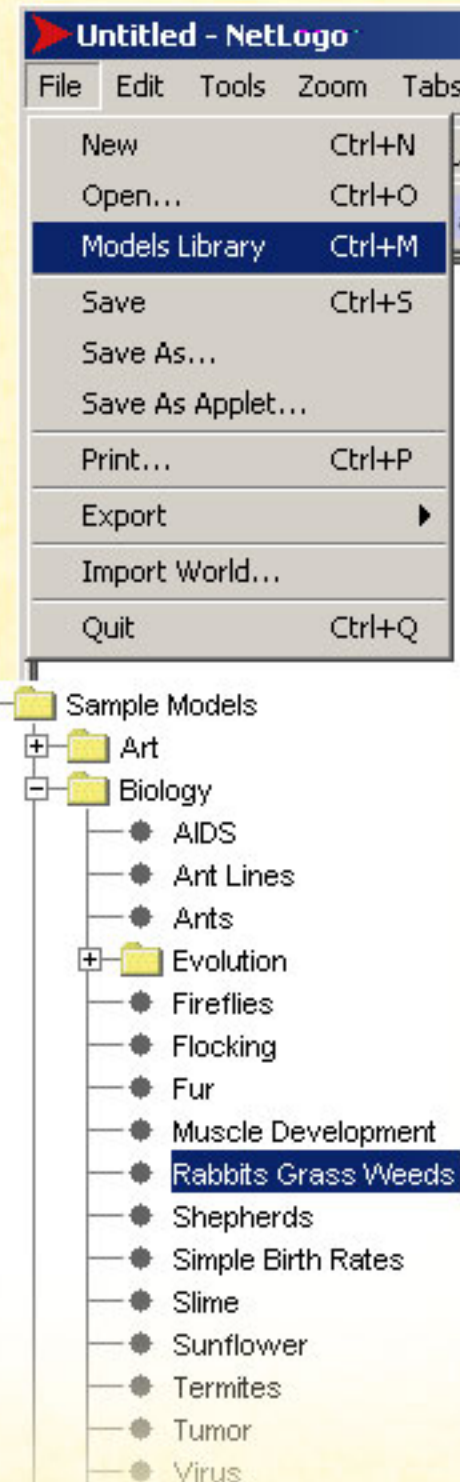 Untitled - NetLogo
File Edit Tools Zoom Tabs
New Ctrl+N
Open... Ctrl+O
Models Library Ctrl+M
Save Ctrl+S
Save As...
Save As Applet...
Print... Ctrl+P
Export
Import World...
Quit Ctrl+Q
Sample Models
Art
Biology
AIDS
Ant Lines
Ants
Evolution
Fireflies
Flocking
Fur
Muscle Development
Rabbits Grass Weeds
Shepherds
Simple Birth Rates
Slime
Sunflower
Termites
Tumor
Virus